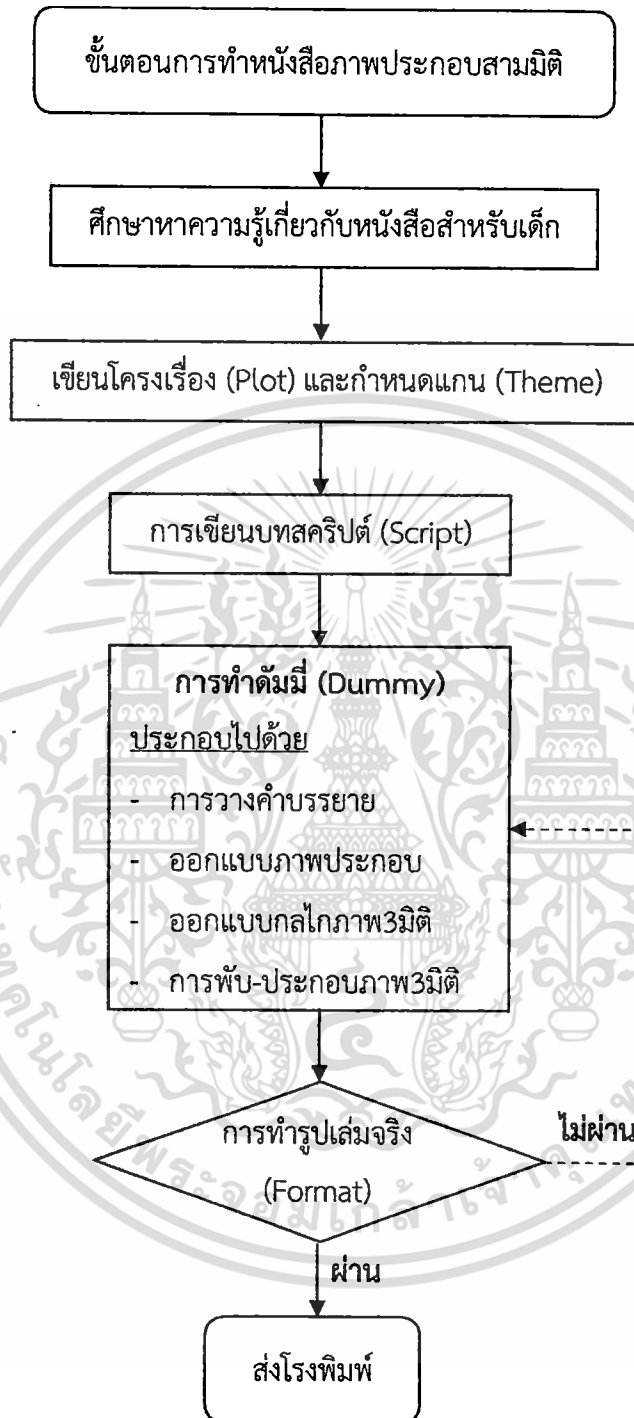 ขั้นตอนการทำหนังสือภาพประกอบสามมิติ
ศึกษาหาความรู้เกี่ยวกับหนังสือสำหรับเด็ก
เขียนโครงเรื่อง (Plot) และกำหนดแกน (Theme)
การเขียนบทสคริปต์ (Script)
การทำดัมมี่ (Dummy)
ประกอบไปด้วย
- การวางคำบรรยาย
- ออกแบบภาพประกอบ
- ออกแบบกลไกภาพ3มิติ
- การพับ-ประกอบภาพ3มิติ
การทำรูปเล่มจริง
(Format)
ไม่ผ่าน
ผ่าน
ส่งโรงพิมพ์